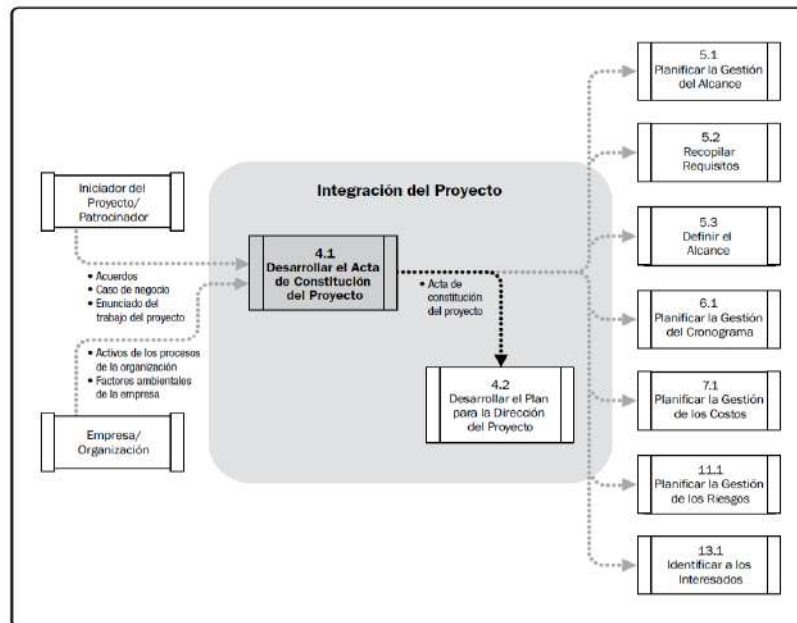 Iniciador del
Proyecto/
Patrocinador
• Acuerdos
• Caso de negocio
• Enunciado del
trabajo del proyecto
• Activos de los procesos
de la organización
• Factores ambientales
de la empresa
Empresa/
Organización
Integración del Proyecto
4.1
Desarrollar el Acta
de Constitución
del Proyecto
• Acta de
constitución
del proyecto
4.2
Desarrollar el Plan
para la Dirección
del Proyecto
5.1
Planificar la Gestión
del Alcance
5.2
Recopilar
Requisitos
5.3
Definir el
Alcance
6.1
Planificar la Gestión
del Cronograma
7.1
Planificar la Gestión
de los Costos
11.1
Planificar la Gestión
de los Riesgos
13.1
Identificar a los
Interesados